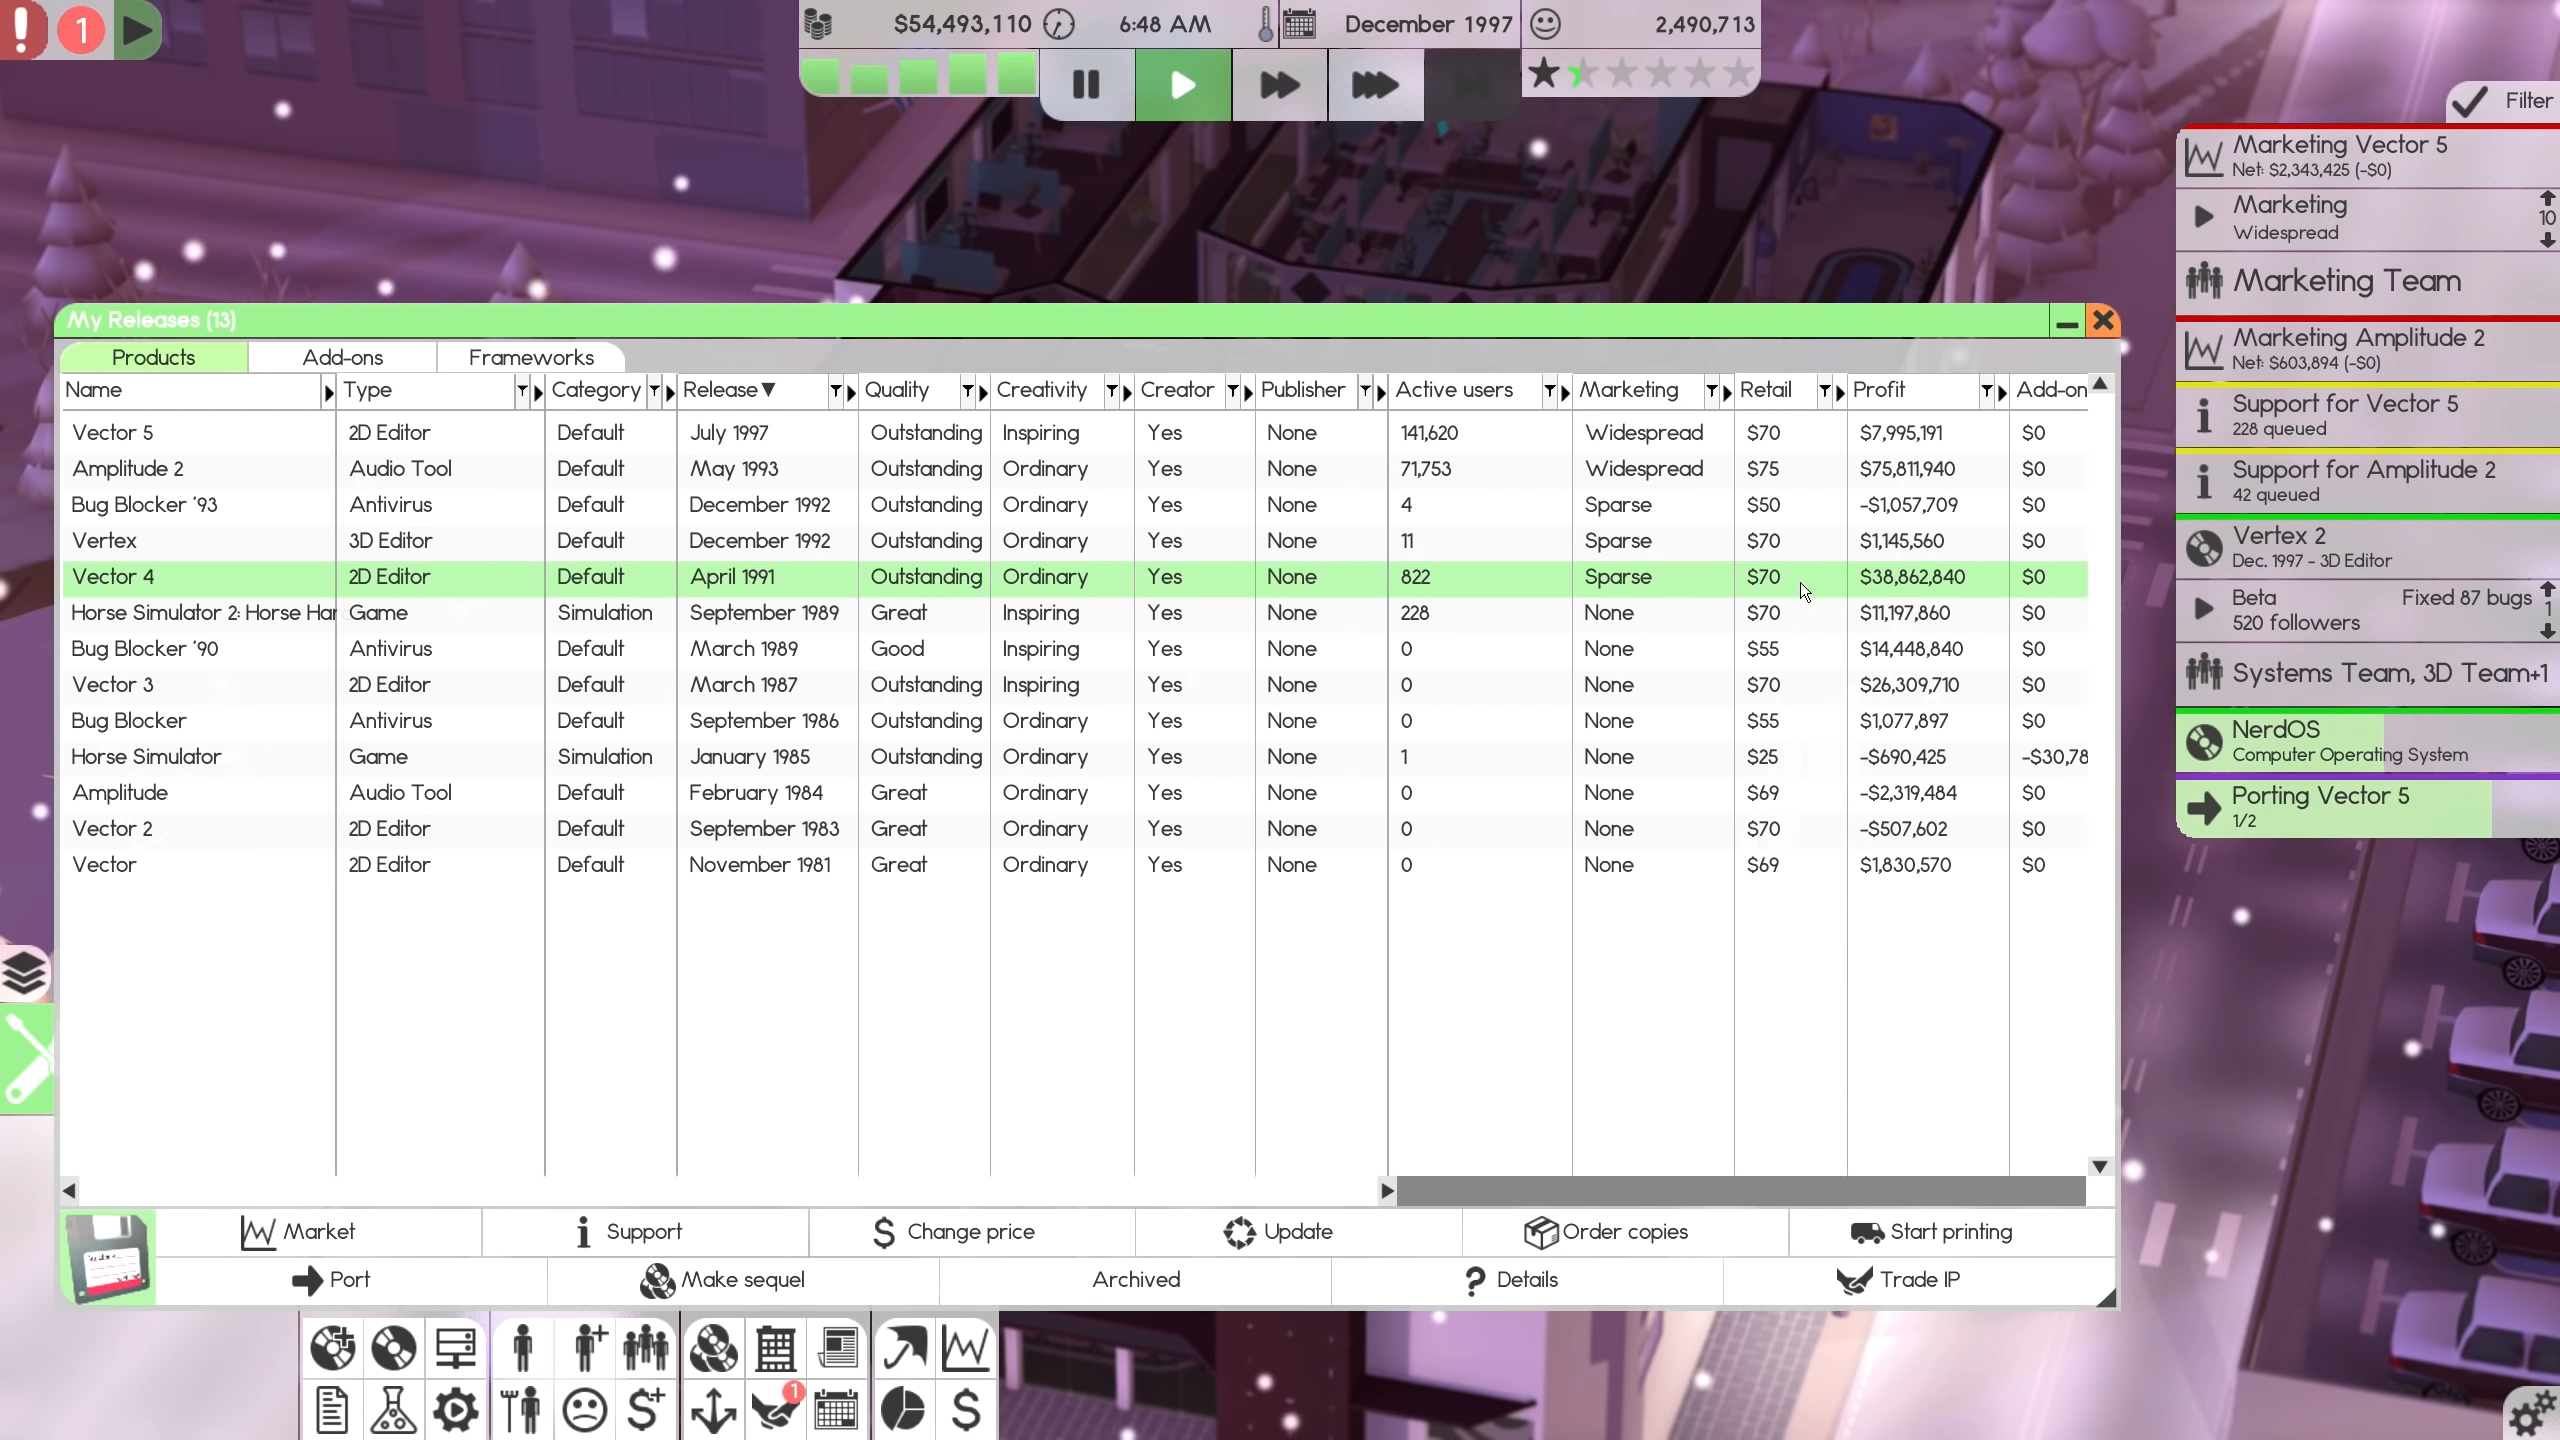 1
$54,493,110
6:48 AM
December 1997
2,490,713
Filter
Marketing Vector 5
Net: $2,343,425 (-$0)
Marketing
Widespread
10
Marketing Team
Marketing Amplitude 2
Net: $603,894 (-$0)
Support for Vector 5
228 queued
Support for Amplitude 2
42 queued
Vertex 2
Dec. 1997 - 3D Editor
Beta Fixed 87 bugs
520 followers
1
Systems Team, 3D Team+1
NerdOS
Computer Operating System
Porting Vector 5
1/2
My Releases (13)
Products Add-ons Frameworks
Name Type Category Release▼ Quality Creativity Creator Publisher Active users Marketing Retail Profit Add-on
Vector 5 2D Editor Default July 1997 Outstanding Inspiring Yes None 141,620 Widespread $70 $7,995,191 $0
Amplitude 2 Audio Tool Default May 1993 Outstanding Ordinary Yes None 71,753 Widespread $75 $75,811,940 $0
Bug Blocker '93 Antivirus Default December 1992 Outstanding Ordinary Yes None 4 Sparse $50 -$1,057,709 $0
Vertex 3D Editor Default December 1992 Outstanding Ordinary Yes None 11 Sparse $70 $1,145,560 $0
Vector 4 2D Editor Default April 1991 Outstanding Ordinary Yes None 822 Sparse $70 $38,862,840 $0
Horse Simulator 2: Horse Har Game Simulation September 1989 Great Inspiring Yes None 228 None $70 $11,197,860 $0
Bug Blocker '90 Antivirus Default March 1989 Good Inspiring Yes None 0 None $55 $14,448,840 $0
Vector 3 2D Editor Default March 1987 Outstanding Inspiring Yes None 0 None $70 $26,309,710 $0
Bug Blocker Antivirus Default September 1986 Outstanding Ordinary Yes None 0 None $55 $1,077,897 $0
Horse Simulator Game Simulation January 1985 Outstanding Ordinary Yes None 1 None $25 -$690,425 -$30,78
Amplitude Audio Tool Default February 1984 Great Ordinary Yes None 0 None $69 -$2,319,484 $0
Vector 2 2D Editor Default September 1983 Great Ordinary Yes None 0 None $70 -$507,602 $0
Vector 2D Editor Default November 1981 Great Ordinary Yes None 0 None $69 $1,830,570 $0
Market Support Change price Update Order copies Start printing
Port Make sequel Archived Details Trade IP
1